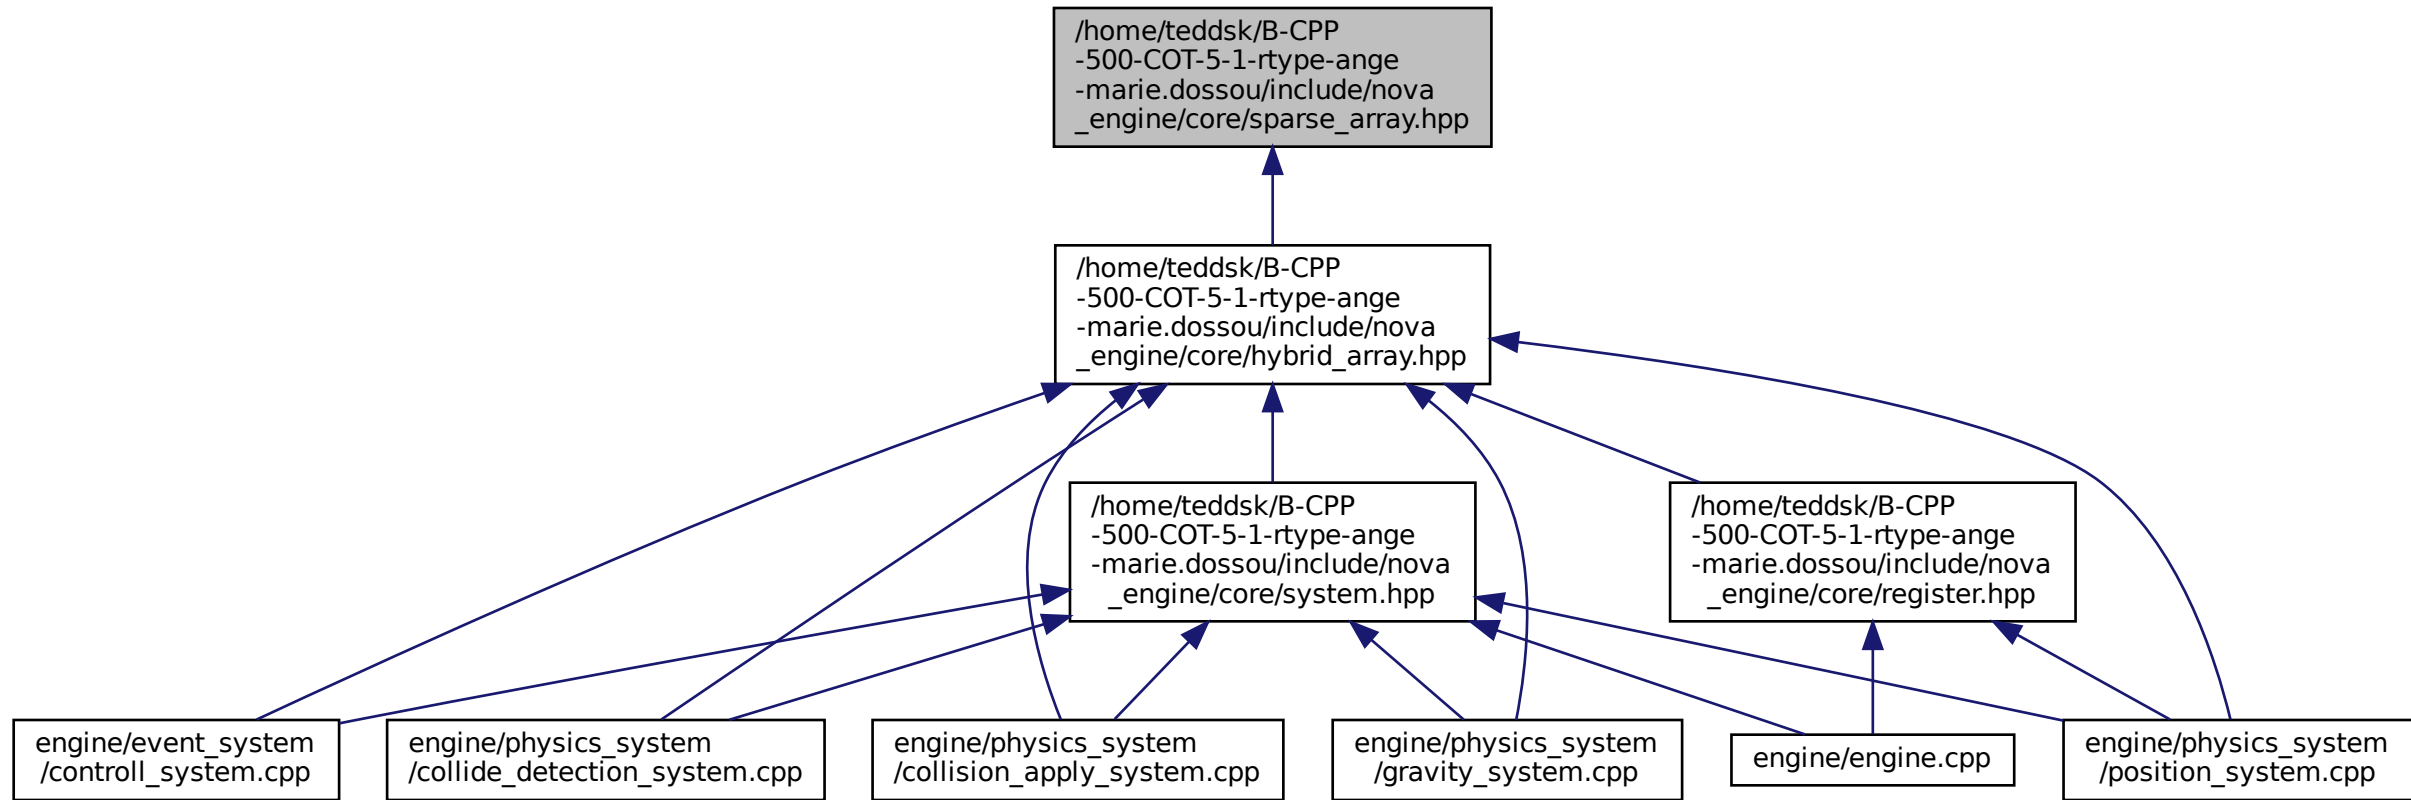 /home/teddsk/B-CPP
-500-COT-5-1-rtype-ange
-marie.dossou/include/nova
_engine/core/sparse_array.hpp
/home/teddsk/B-CPP
-500-COT-5-1-rtype-ange
-marie.dossou/include/nova
_engine/core/hybrid_array.hpp
/home/teddsk/B-CPP
-500-COT-5-1-rtype-ange
-marie.dossou/include/nova
_engine/core/system.hpp
/home/teddsk/B-CPP
-500-COT-5-1-rtype-ange
-marie.dossou/include/nova
_engine/core/register.hpp
engine/event_system
/controll_system.cpp
engine/physics_system
/collide_detection_system.cpp
engine/physics_system
/collision_apply_system.cpp
engine/physics_system
/gravity_system.cpp
engine/engine.cpp
engine/physics_system
/position_system.cpp